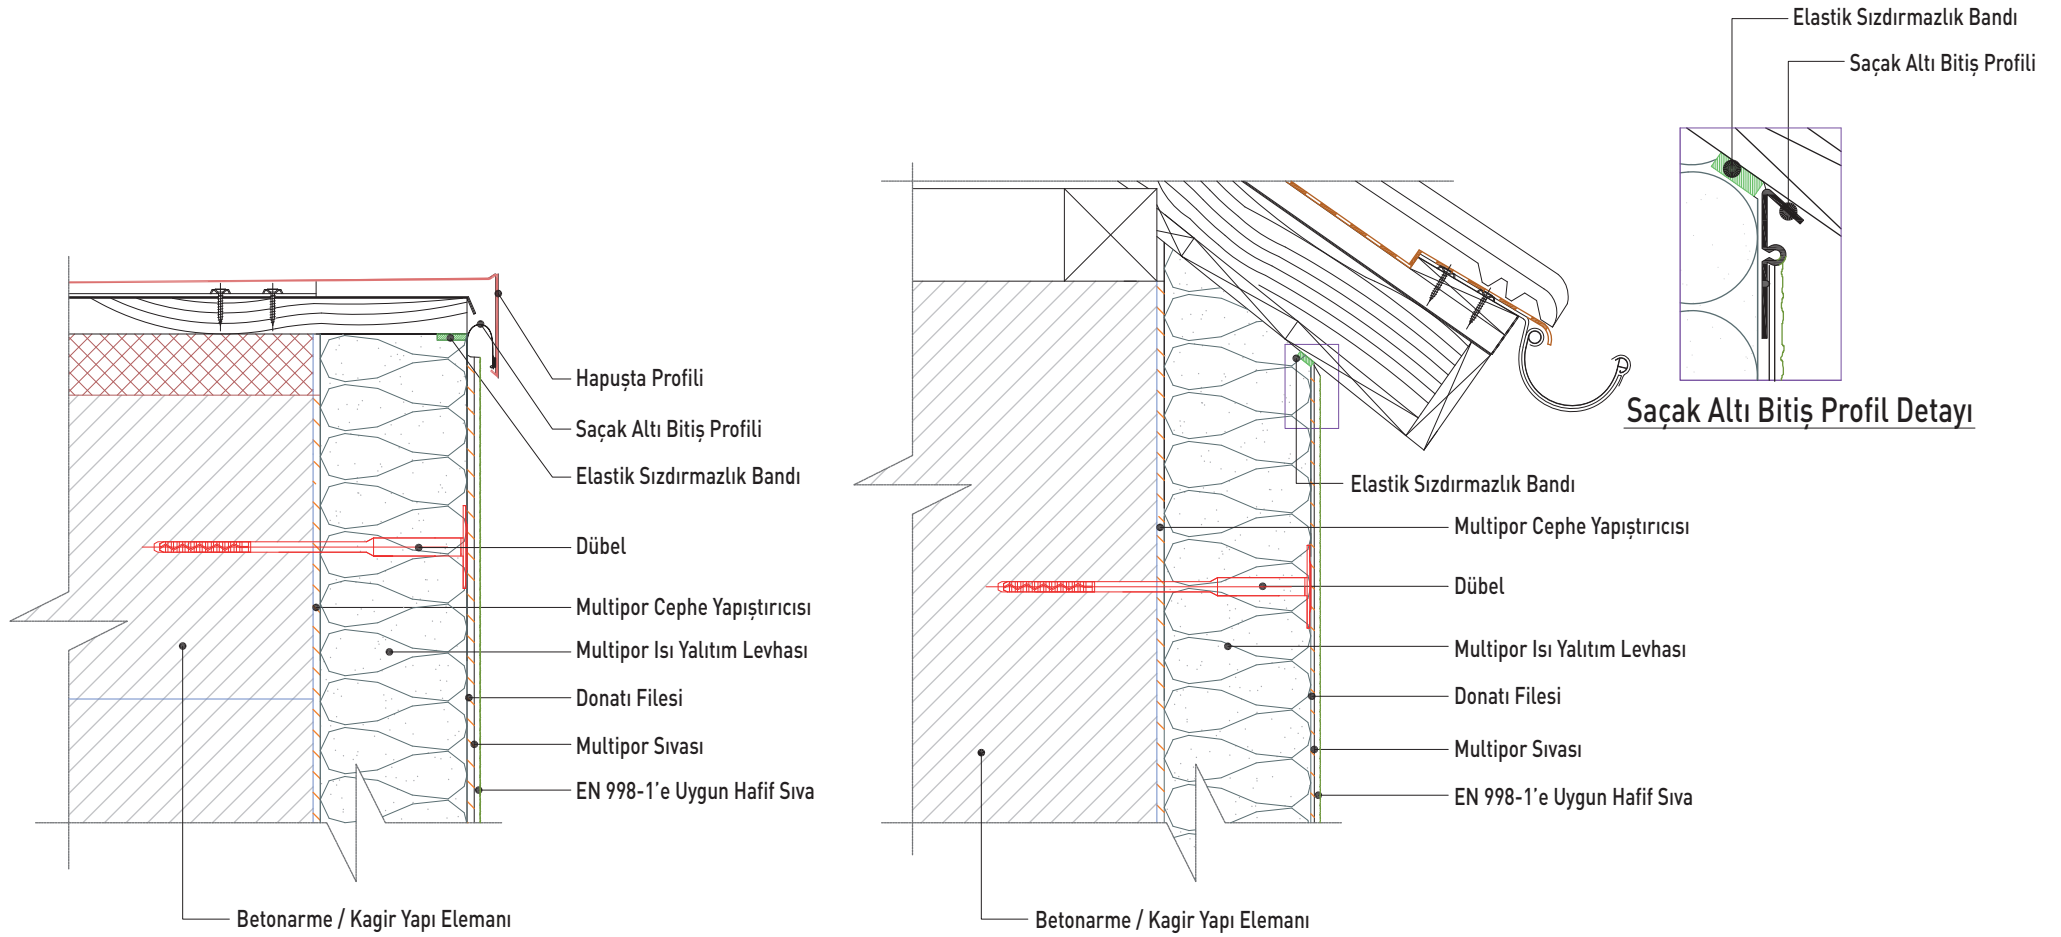 Hapuşta Profili
Saçak Altı Bitiş Profili
Elastik Sızdırmazlık Bandı
Dübel
Multipor Cephe Yapıştırıcısı
Multipor Isı Yalıtım Levhası
Donatı Filesi
Multipor Sıvası
EN 998-1’e Uygun Hafif Sıva
Betonarme / Kagir Yapı Elemanı
Elastik Sızdırmazlık Bandı
Saçak Altı Bitiş Profili
Saçak Altı Bitiş Profil Detayı
Elastik Sızdırmazlık Bandı
Multipor Cephe Yapıştırıcısı
Dübel
Multipor Isı Yalıtım Levhası
Donatı Filesi
Multipor Sıvası
EN 998-1’e Uygun Hafif Sıva
Betonarme / Kagir Yapı Elemanı